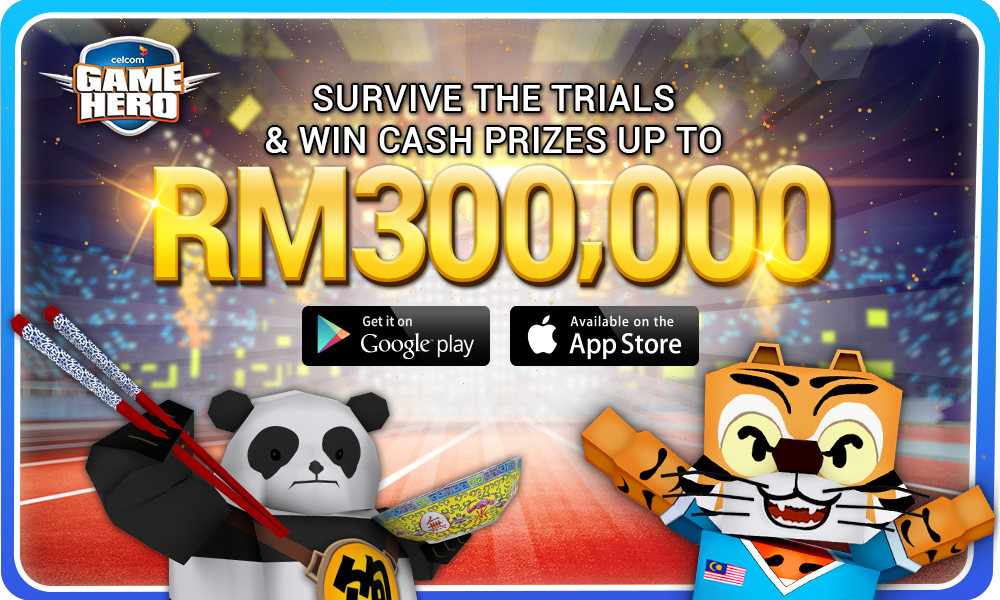 celcom
GAME
HERO
SURVIVE THE TRIALS
& WIN CASH PRIZES UP TO
RM300,000
Get it on
Google play
Available on the
App Store